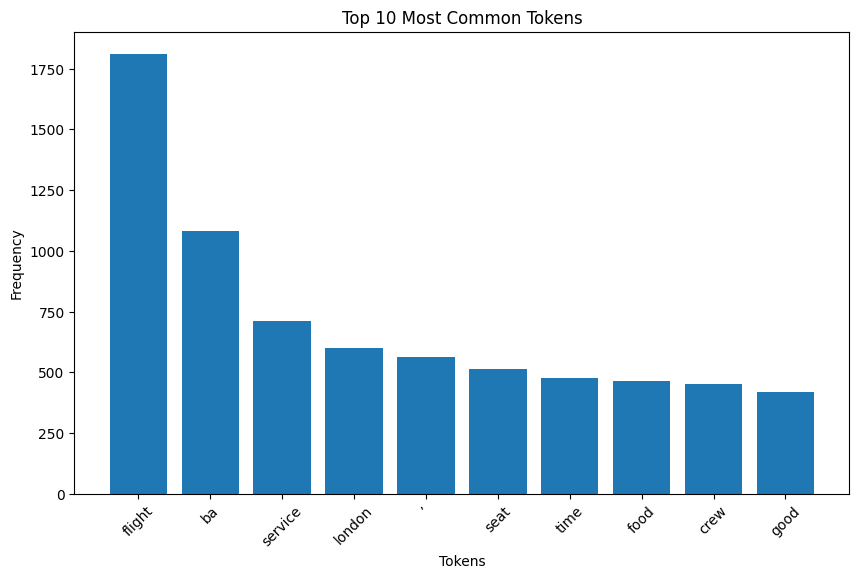 Top 10 Most Common Tokens
Frequency
1750
1500
1250
1000
750
500
250
0
flight
ba
service
london
’
seat
time
food
crew
good
Tokens